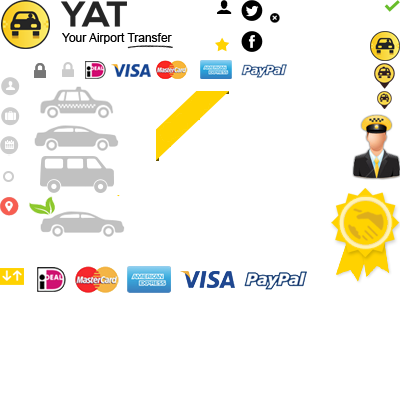 YAT
Your Airport Transfer
iDEAL VISA MasterCard AMERICAN EXPRESS PayPal
iDEAL MasterCard AMERICAN EXPRESS VISA PayPal